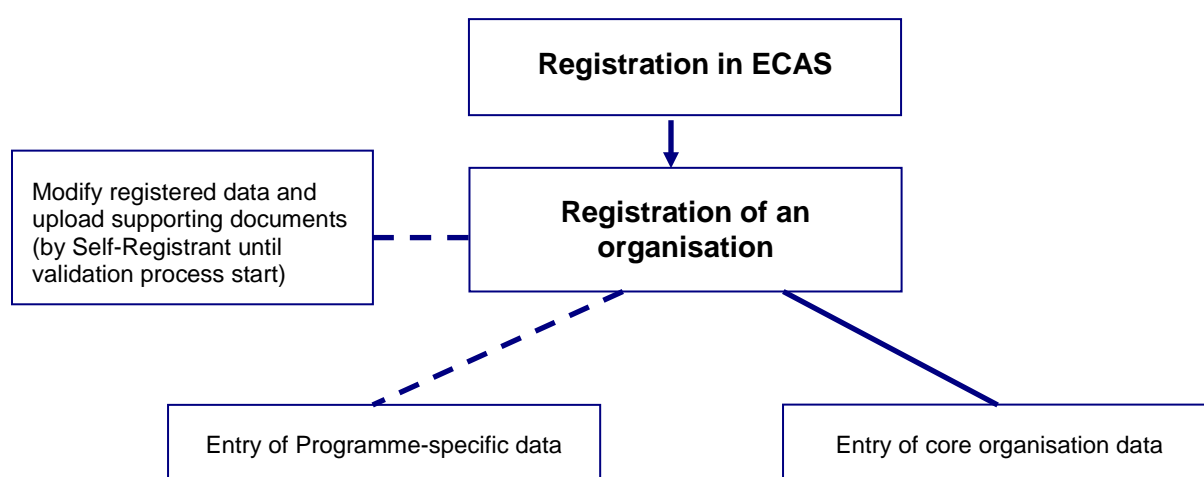 Registration in ECAS
Modify registered data and
upload supporting documents
(by Self-Registrant until
validation process start)
Registration of an
organisation
Entry of Programme-specific data
Entry of core organisation data